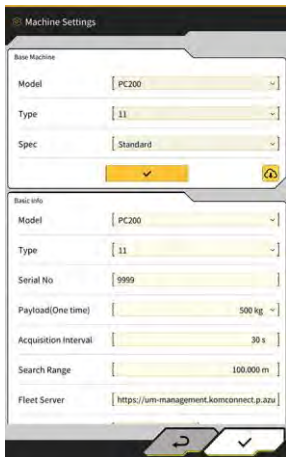 Machine Settings
Base Machine
Model PC200
Type 11
Spec Standard
Basic Info
Model PC200
Type 11
Serial No 9999
Payload(One time) 500 kg
Acquisition Interval 30 s
Search Range 100.000 m
Fleet Server https://um-management.komconnect.p.azu